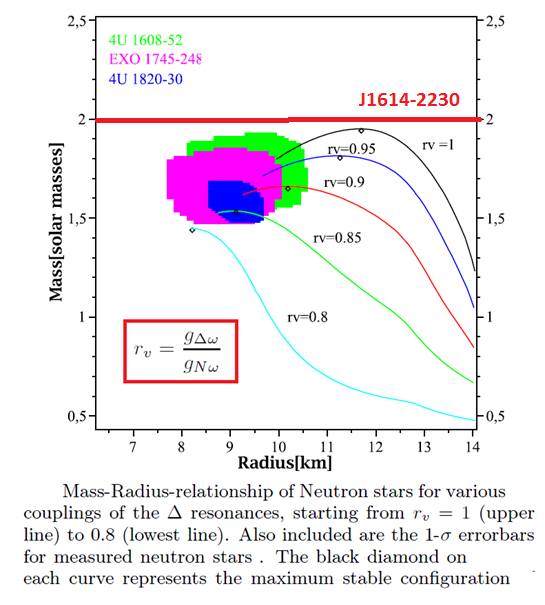 2,5
2,5
4U 1608-52
EXO 1745-248
4U 1820-30
J1614-2230
2
2
rv =1
rv=0.95
rv=0.9
Mass[solar masses]
1,5
1,5
rv=0.85
rv=0.8
1
1
r_v = g_{Δω} / g_{Nω}
0,5
0,5
7 8 9 10 11 12 13 14
Radius[km]
Mass-Radius-relationship of Neutron stars for various
couplings of the Δ resonances, starting from r_v = 1 (upper
line) to 0.8 (lowest line). Also included are the 1-σ errorbars
for measured neutron stars . The black diamond on
each curve represents the maximum stable configuration